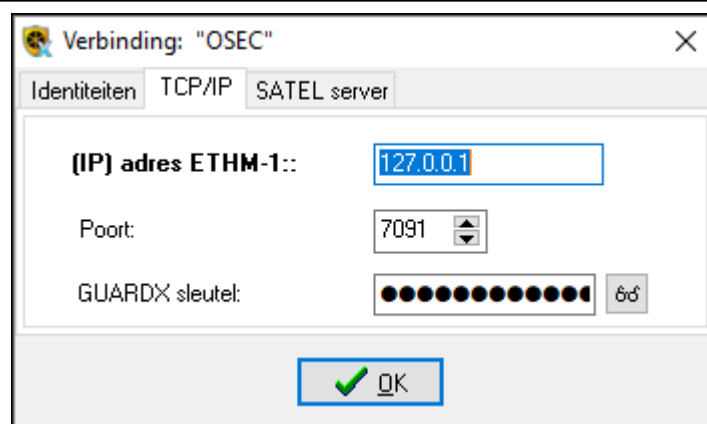 Verbinding: "OSEC"
Identiteiten TCP/IP SATEL server
(IP) adres ETHM-1:: 127.0.0.1
Poort: 7091
GUARDX sleutel: ●●●●●●●●●●●●
OK